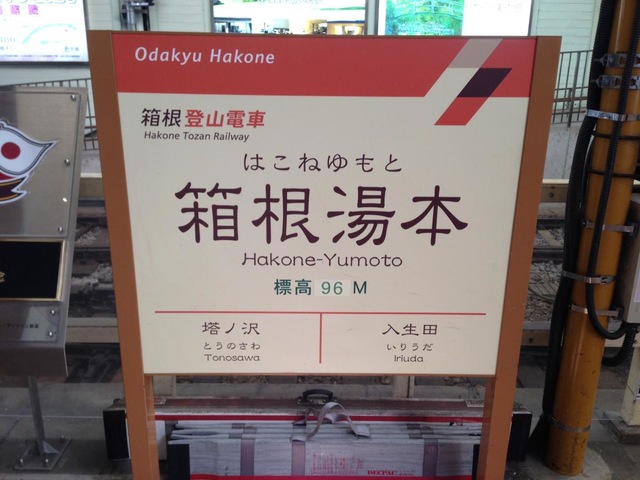 Odakyu Hakone
箱根登山電車
Hakone Tozan Railway
はこねゆもと
箱根湯本
Hakone-Yumoto
標高 96 M
塔ノ沢
とうのさわ
Tonosawa
入生田
いりうだ
Iriuda